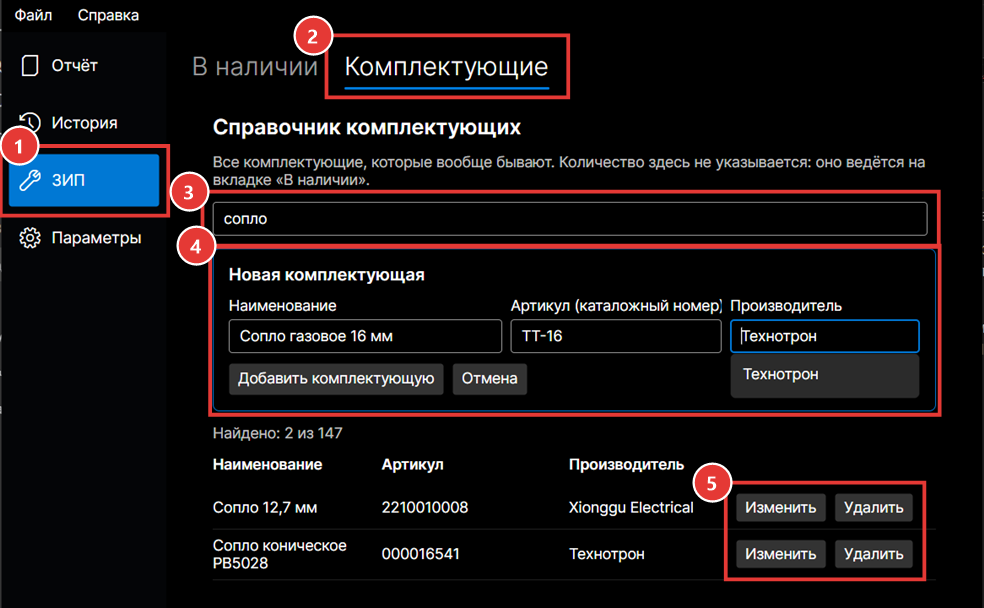 Файл Справка
2
Отчёт
В наличии Комплектующие
История
Справочник комплектующих
1
Все комплектующие, которые вообще бывают. Количество здесь не указывается: оно ведётся на
вкладке «В наличии».
ЗИП
3
сопло
Параметры
4
Новая комплектующая
Наименование Артикул (каталожный номер) Производитель
Сопло газовое 16 мм ТТ-16 Технотрон
Добавить комплектующую Отмена Технотрон
Найдено: 2 из 147
Наименование Артикул Производитель
5
Сопло 12,7 мм 2210010008 Xionggu Electrical Изменить Удалить
Сопло коническое
РВ5028 000016541 Технотрон Изменить Удалить